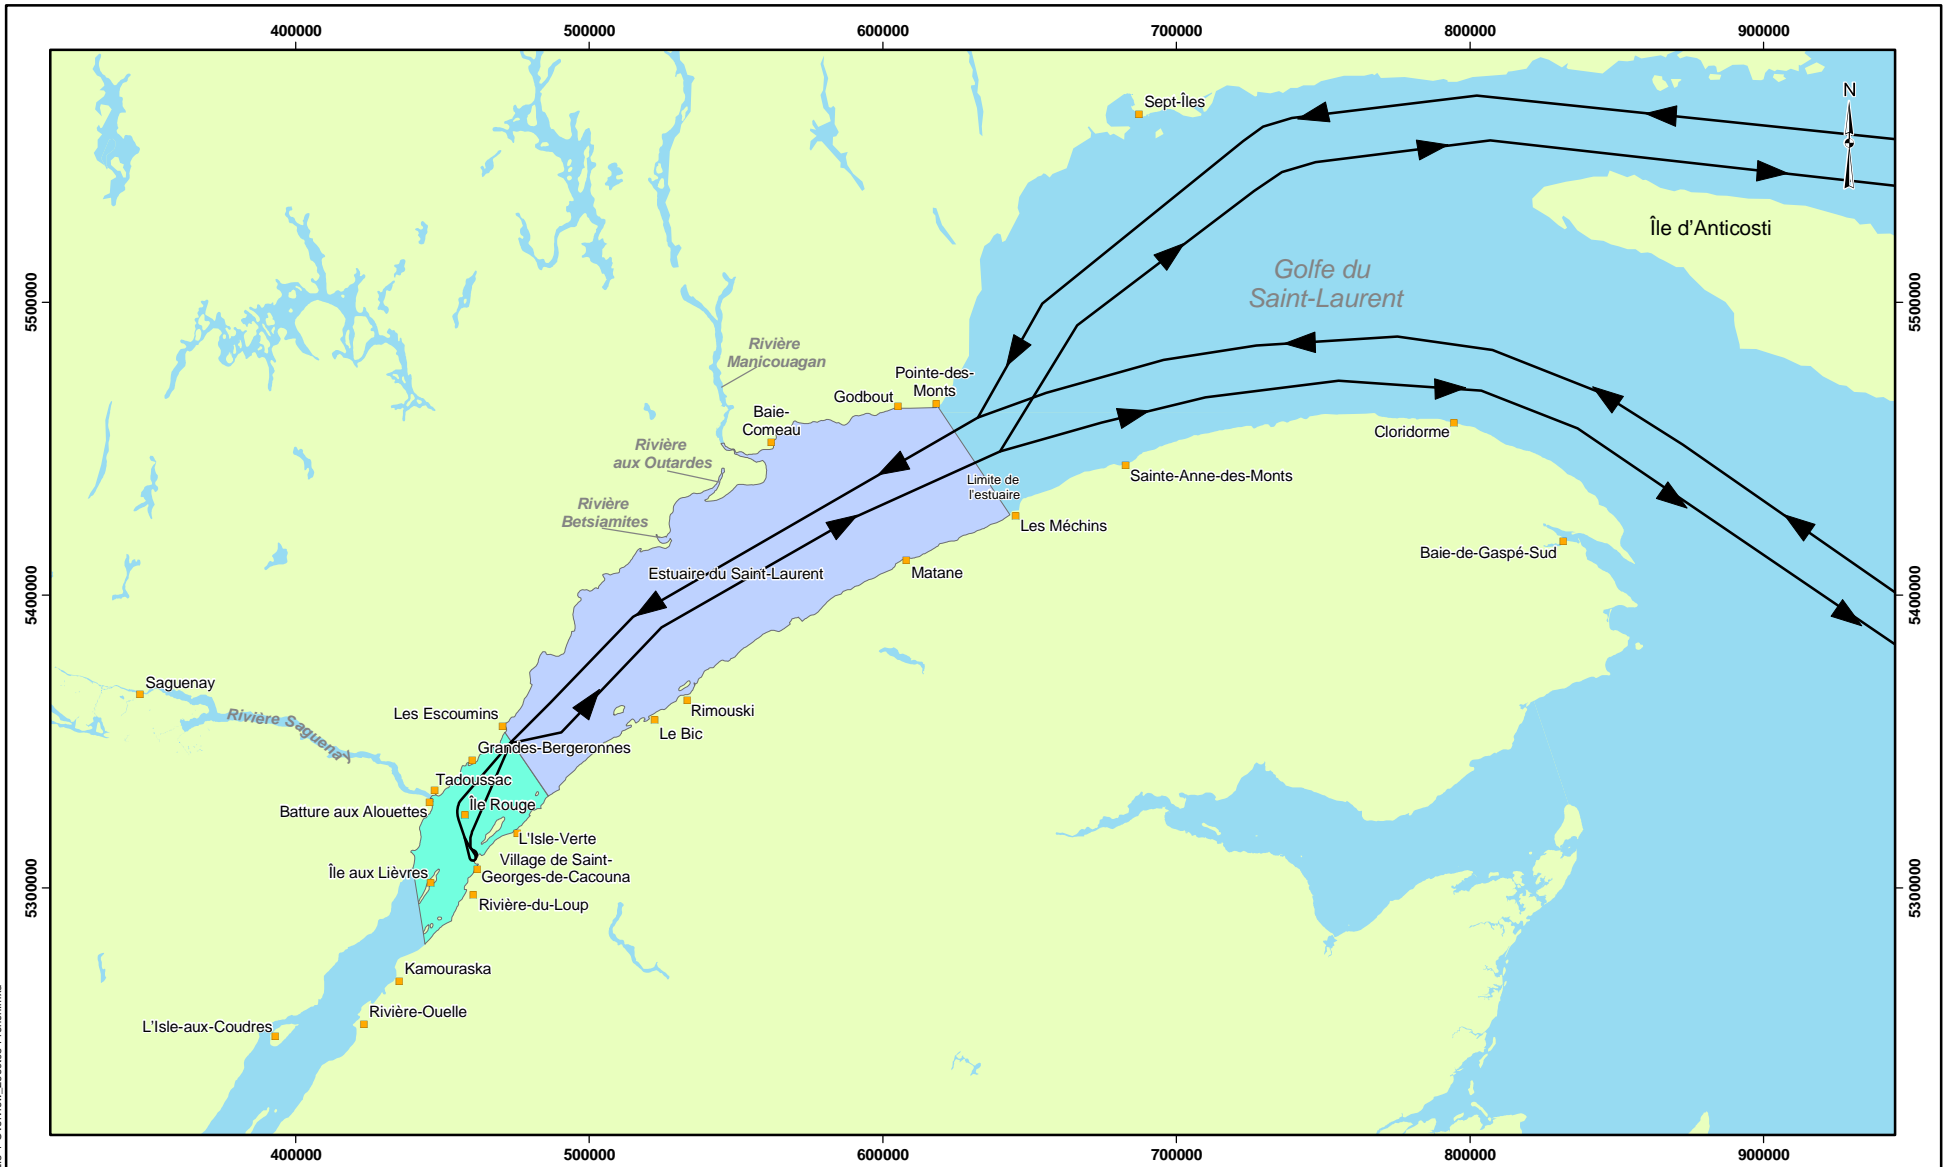 400000 500000 600000 700000 800000 900000
N
Sept-Îles
Île d'Anticosti
Golfe du
Saint-Laurent
5500000
5500000
Rivière
Manicouagan
Pointe-des-
Monts
Godbout
Baie-
Comeau
Cloridorme
Rivière
aux Outardes
Sainte-Anne-des-Monts
Limite de
l'estuaire
Rivière
Betsiamites
Les Méchins
Baie-de-Gaspé-Sud
Estuaire du Saint-Laurent
Matane
5400000
5400000
Saguenay
Rivière Saguenay
Les Escoumins
Rimouski
Le Bic
Grandes-Bergeronnes
Tadoussac
Île Rouge
Batture aux Alouettes
L'Isle-Verte
Village de Saint-
Georges-de-Cacouna
Île aux Lièvres
Rivière-du-Loup
5300000
5300000
Kamouraska
Rivière-Ouelle
L'Isle-aux-Coudres
400000 500000 600000 700000 800000 900000